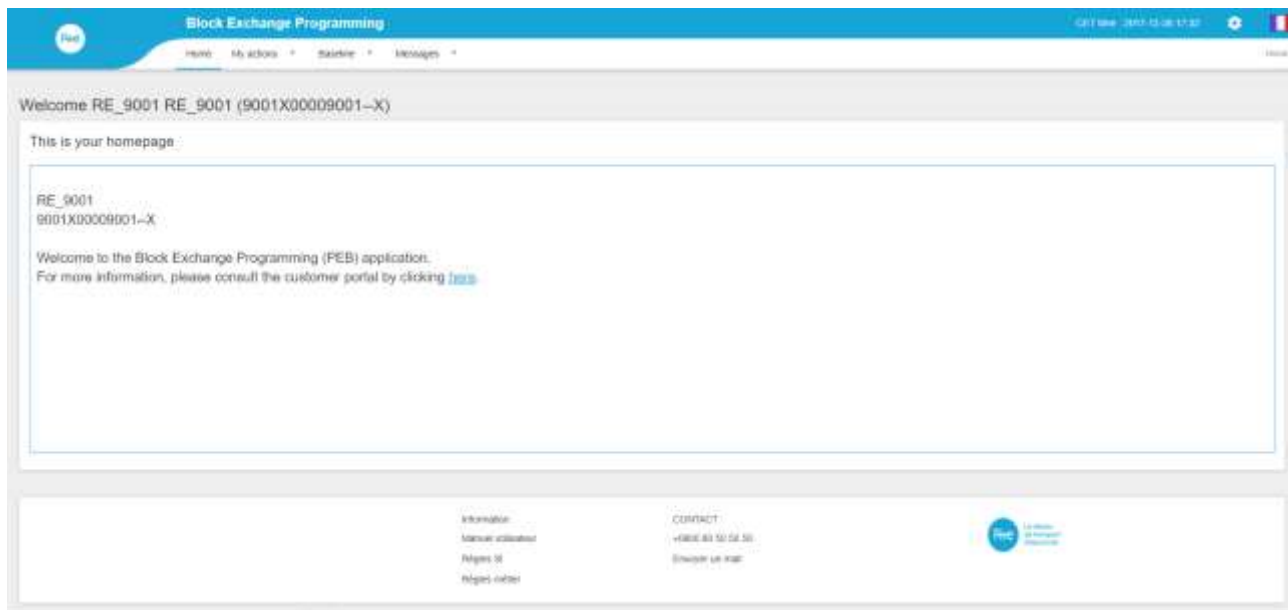 Rte
Block Exchange Programming
Home My actions Baseline Messages
Welcome RE_9001 RE_9001 (9001X00009001--X)
This is your homepage
RE_9001
9001X00009001--X
Welcome to the Block Exchange Programming (PEB) application.
For more information, please consult the customer portal by clicking here.
Information
Manuel utilisateur
Règles SI
Règles métier
CONTACT
Envoyer un mail
Rte